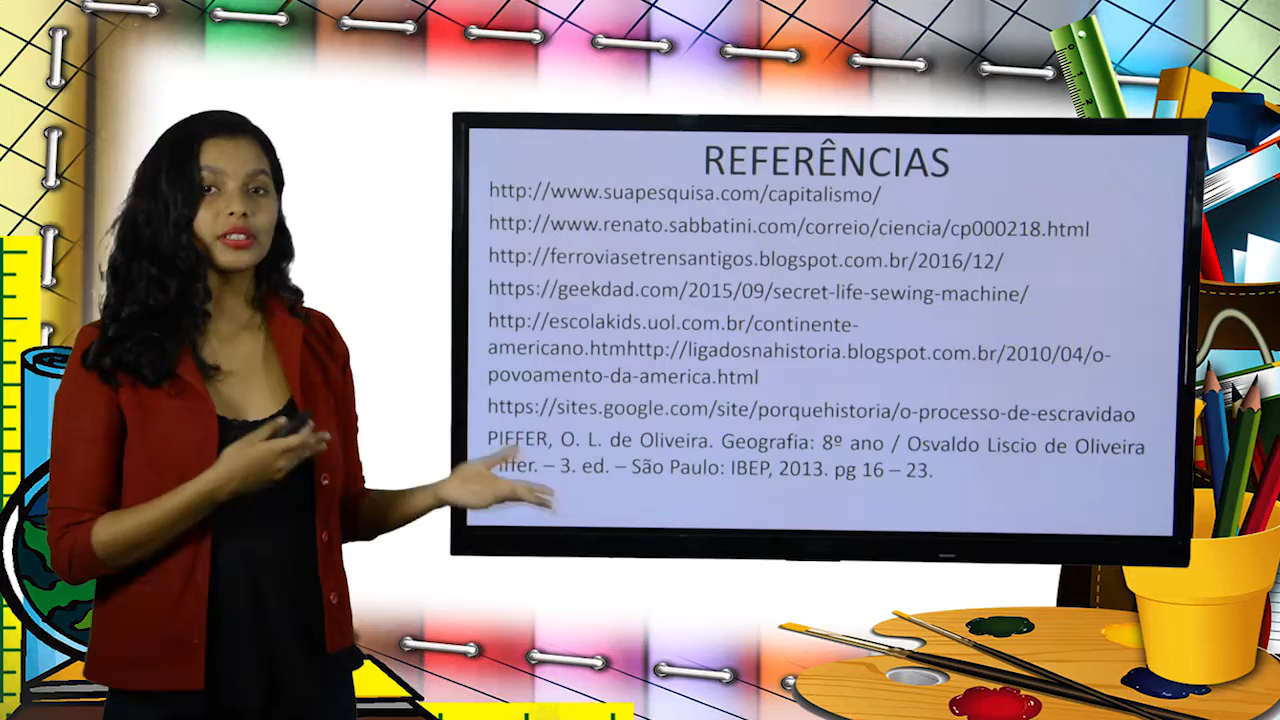 REFERÊNCIAS
http://www.suapesquisa.com/capitalismo/
http://www.renato.sabbatini.com/correio/ciencia/cp000218.html
http://ferroviasetrensantigos.blogspot.com.br/2016/12/
https://geekdad.com/2015/09/secret-life-sewing-machine/
http://escolakids.uol.com.br/continente-
americano.htmhttp://ligadosnahistoria.blogspot.com.br/2010/04/o-
povoamento-da-america.html
https://sites.google.com/site/porquehistoria/o-processo-de-escravidao
PIFFER, O. L. de Oliveira. Geografia: 8º ano / Osvaldo Liscio de Oliveira
– 3. ed. – São Paulo: IBEP, 2013. pg 16 – 23.